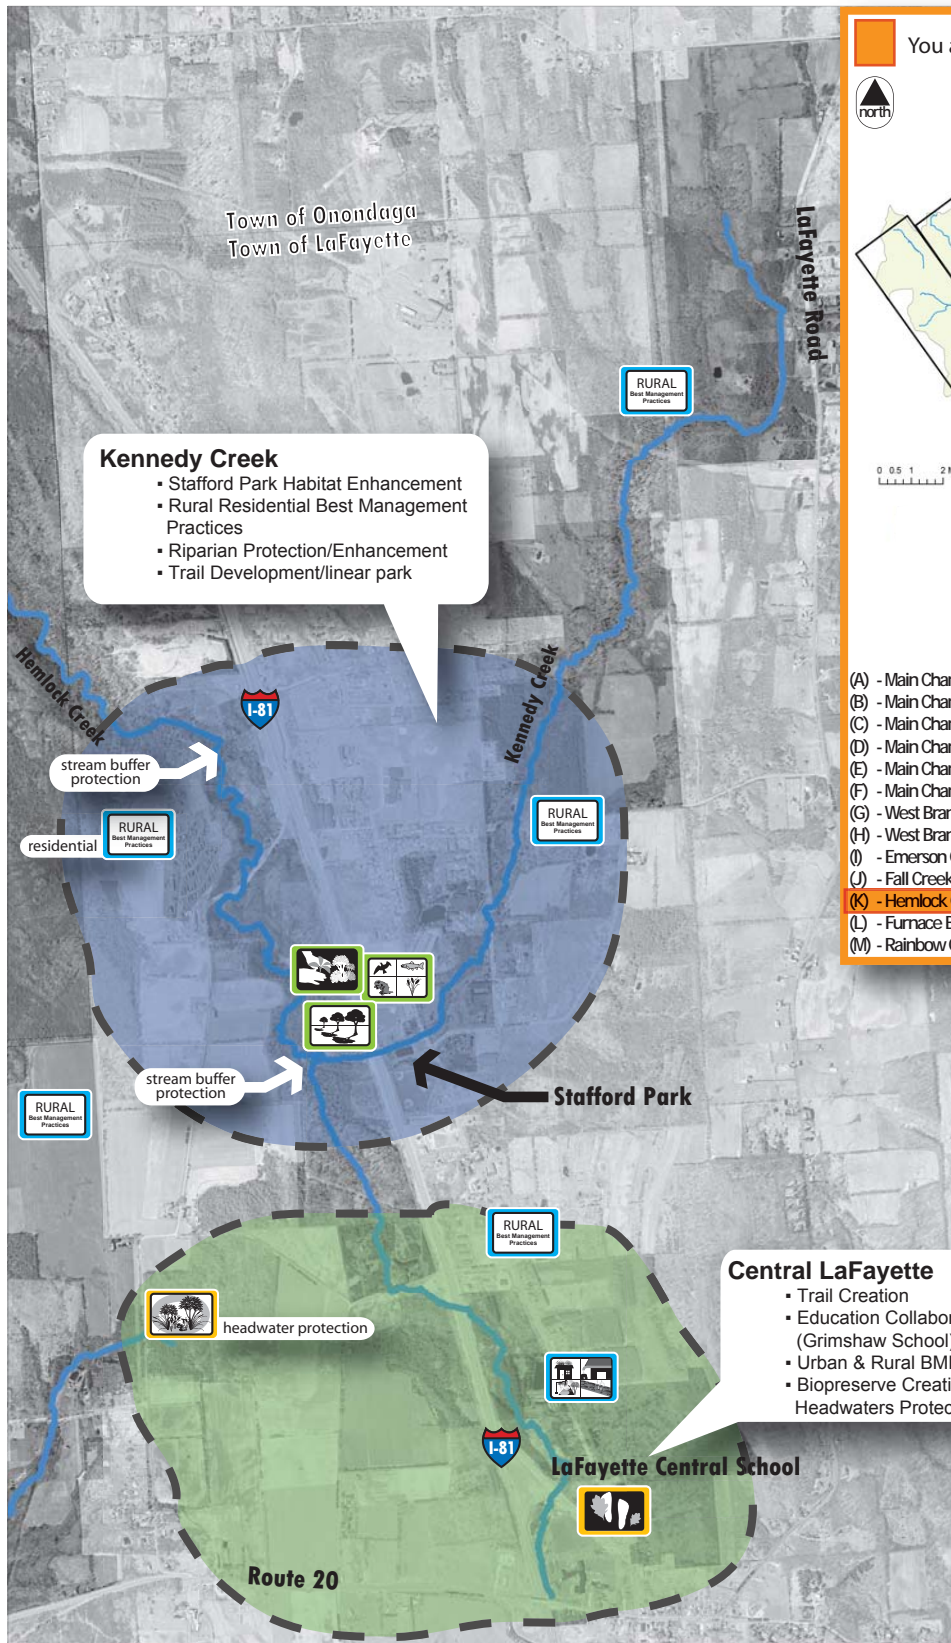 You a
north
Town of Onondaga
Town of LaFayette
LaFayette Road
RURAL
Best Management
Practices
0 0.5 1 2 M
Kennedy Creek
▪ Stafford Park Habitat Enhancement
▪ Rural Residential Best Management
Practices
▪ Riparian Protection/Enhancement
▪ Trail Development/linear park
Hemlock Creek
I-81
Kennedy Creek
stream buffer
protection
residential
RURAL
Best Management
Practices
RURAL
Best Management
Practices
(A) - Main Chan
(B) - Main Chan
(C) - Main Chan
(D) - Main Chan
(E) - Main Chan
(F) - Main Chan
(G) - West Bran
(H) - West Bran
(I) - Emerson
(J) - Fall Creek
(K) - Hemlock
(L) - Furnace B
(M) - Rainbow
stream buffer
protection
Stafford Park
RURAL
Best Management
Practices
RURAL
Best Management
Practices
Central LaFayette
▪ Trail Creation
▪ Education Collabor
(Grimshaw School)
▪ Urban & Rural BM
▪ Biopreserve Creati
Headwaters Protec
headwater protection
I-81
LaFayette Central School
Route 20